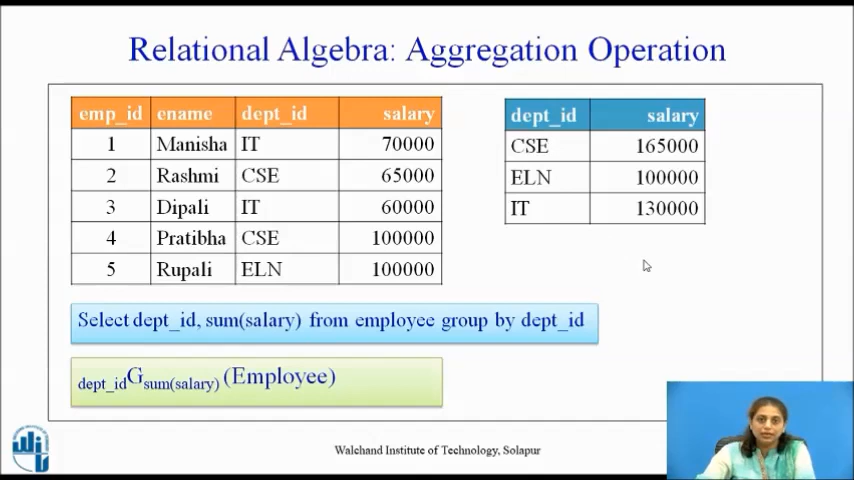 Relational Algebra: Aggregation Operation
emp_id ename dept_id salary
1 Manisha IT 70000
2 Rashmi CSE 65000
3 Dipali IT 60000
4 Pratibha CSE 100000
5 Rupali ELN 100000
dept_id salary
CSE 165000
ELN 100000
IT 130000
Select dept_id, sum(salary) from employee group by dept_id
dept_idGsum(salary) (Employee)
Walchand Institute of Technology, Solapur